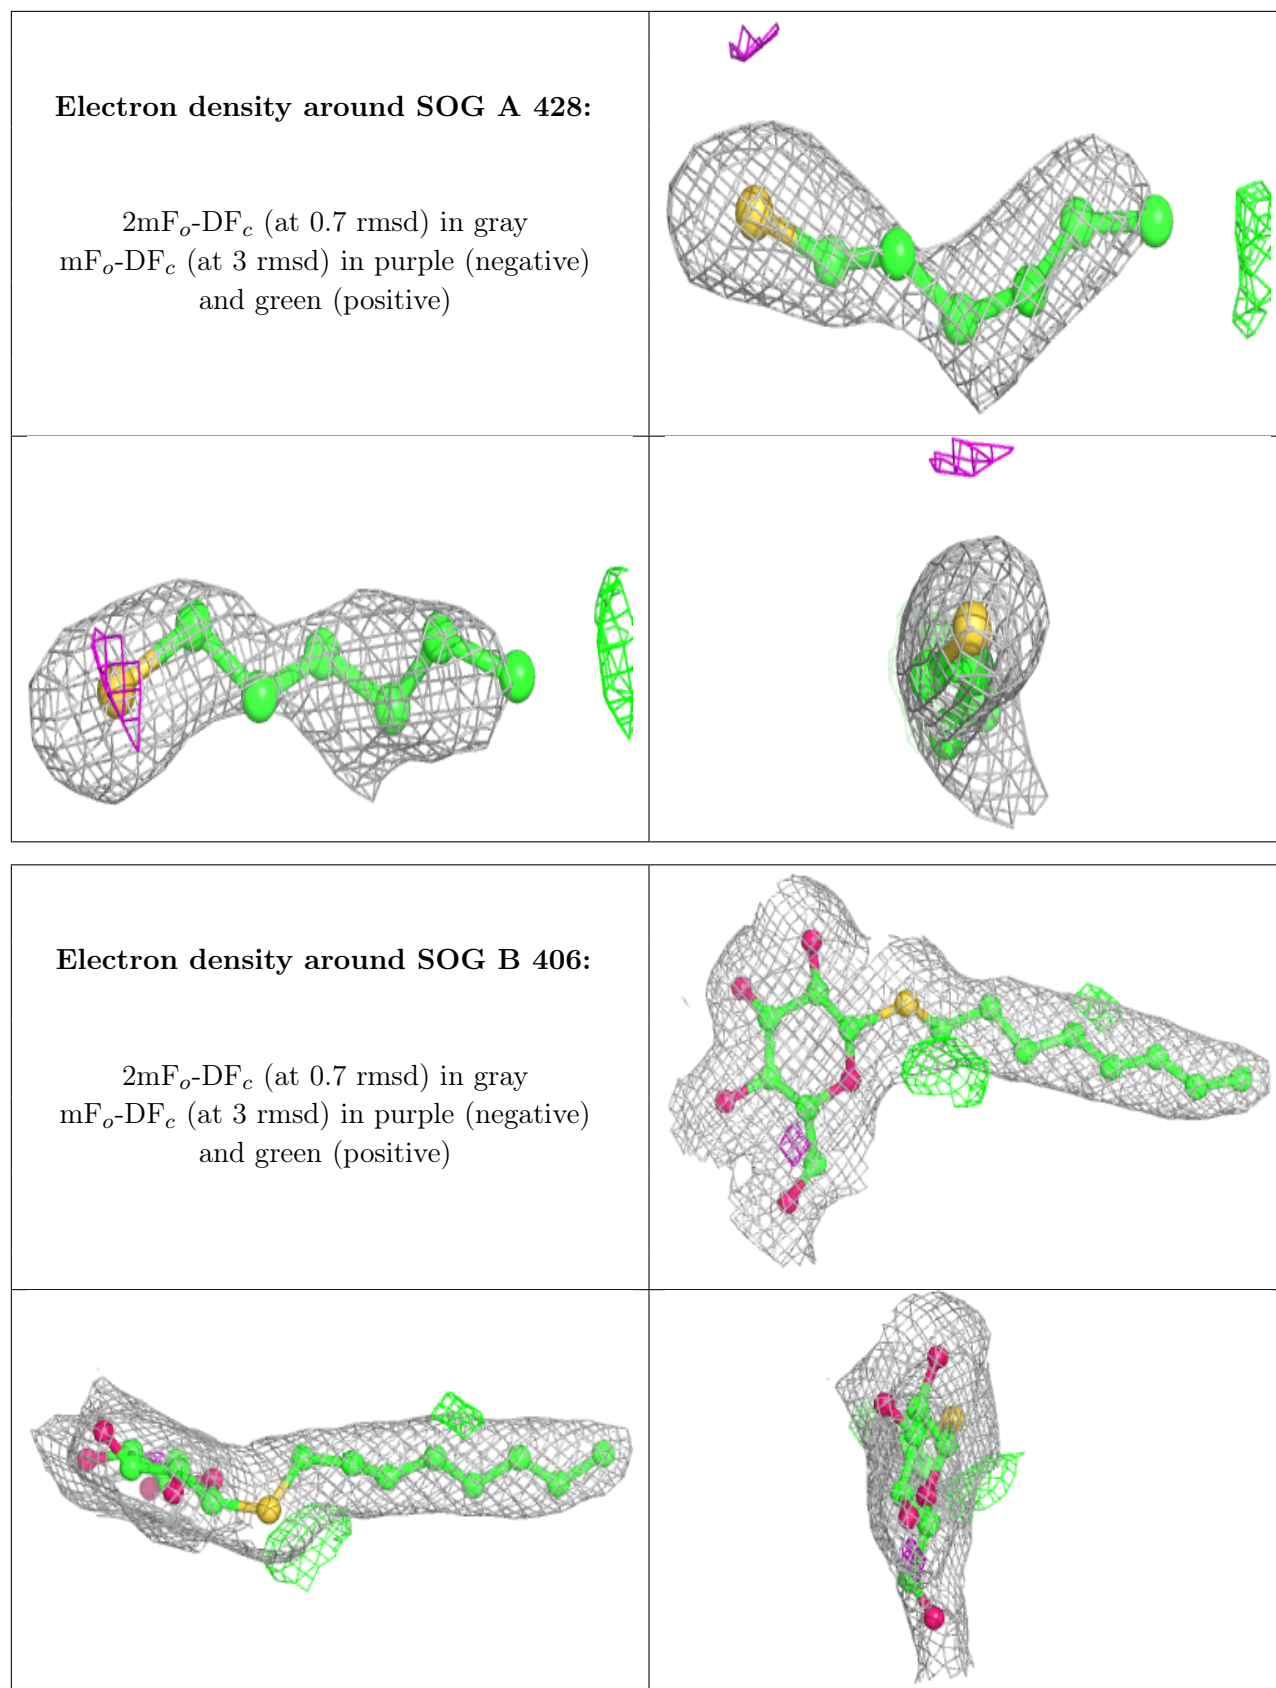 Electron density around SOG A 428:
2mFo-DFc (at 0.7 rmsd) in gray
mFo-DFc (at 3 rmsd) in purple (negative)
and green (positive)
Electron density around SOG B 406:
2mFo-DFc (at 0.7 rmsd) in gray
mFo-DFc (at 3 rmsd) in purple (negative)
and green (positive)